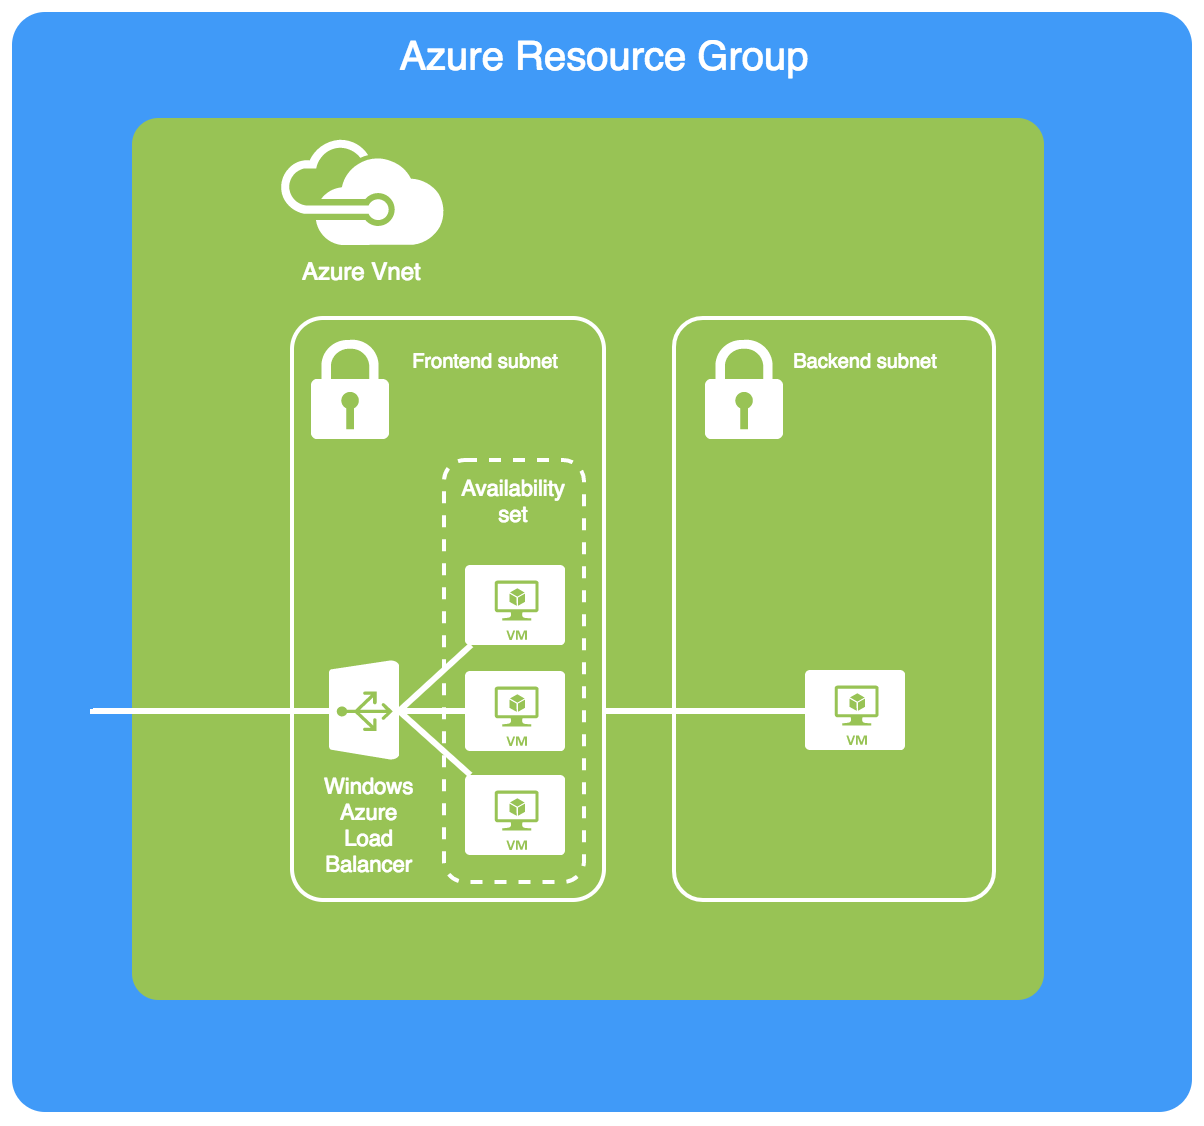 Azure Resource Group
Azure Vnet
Frontend subnet
Backend subnet
Availability
set
VM
VM
VM
VM
Windows
Azure
Load
Balancer